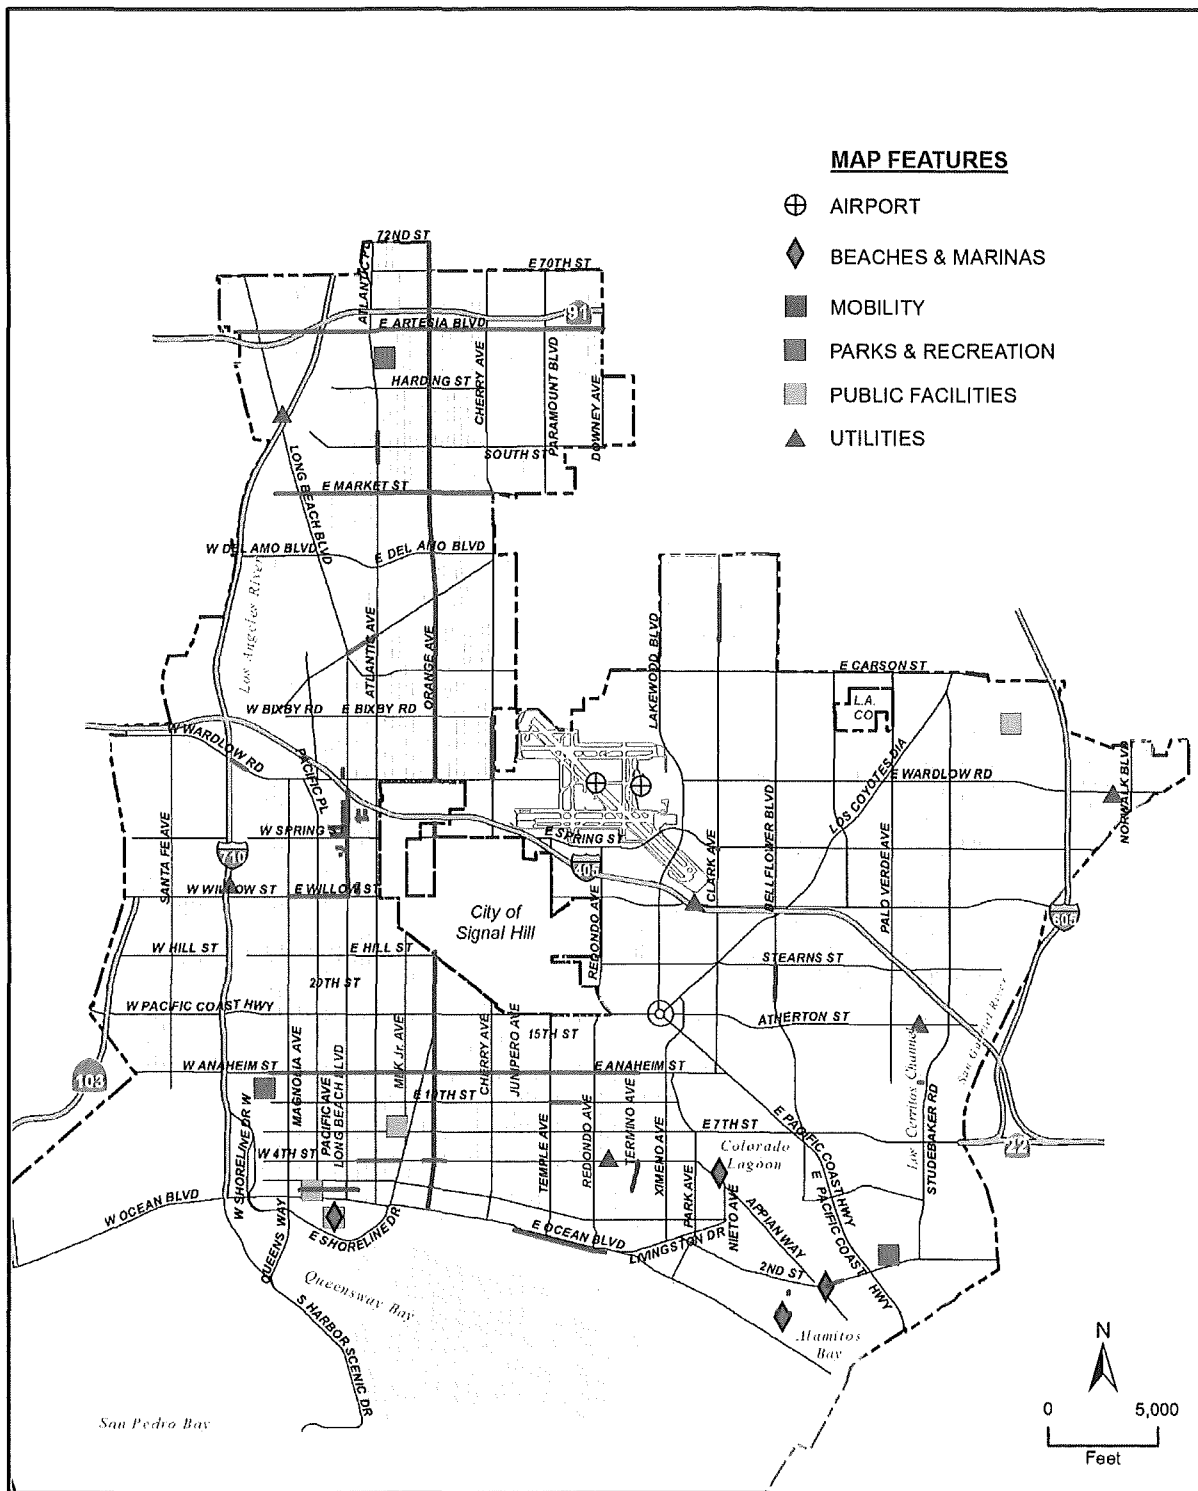 MAP FEATURES
AIRPORT
BEACHES & MARINAS
MOBILITY
PARKS & RECREATION
PUBLIC FACILITIES
UTILITIES
72ND ST
E 70TH ST
ATLANTIC PL
91
E ARTESIA BLVD
CHERRY AVE
PARAMOUNT BLVD
DOWNEY AVE
HARDING ST
SOUTH ST
LONG BEACH BLVD
E MARKET ST
W DEL AMO BLVD
E DEL AMO BLVD
Los Angeles River
ATLANTIC AVE
ORANGE AVE
LAKEWOOD BLVD
E CARSON ST
L.A.
CO
W BIXBY RD
E BIXBY RD
W WARDLOW RD
PACIFIC PL
LOS COYOTES DIA
E WARDLOW RD
NORWALK BLVD
SANTA FE AVE
W SPRING
E SPRING ST
710
405
CLARK AVE
BELLFLOWER BLVD
PALO VERDE AVE
W WILLOW ST
E WILLOW ST
City of
Signal Hill
REDONDO AVE
605
W HILL ST
E HILL ST
STEARNS ST
20TH ST
W PACIFIC COAST HWY
15TH ST
ATHERTON ST
San Gabriel River
MAGNOLIA AVE
MLK Jr. AVE
CHERRY AVE
JUNIPERO AVE
W ANAHEIM ST
E ANAHEIM ST
103
PACIFIC AVE
LONG BEACH BLVD
E 10TH ST
TEMPLE AVE
REDONDO AVE
TERMINO AVE
XIMENO AVE
PARK AVE
E PACIFIC COAST HWY
Los Cerritos Channel
STUDEBAKER RD
E 7TH ST
22
Colorado
Lagoon
W SHORELINE DR W
W 4TH ST
W OCEAN BLVD
QUEENS WAY
E SHORELINE DR
E OCEAN BLVD
LIVINGSTON DR
NIETO AVE
APPIAN WAY
E PACIFIC COAST HWY
2ND ST
Queensway Bay
S HARBOR SCENIC DR
Alamitos
Bay
San Pedro Bay
N
0 5,000
Feet